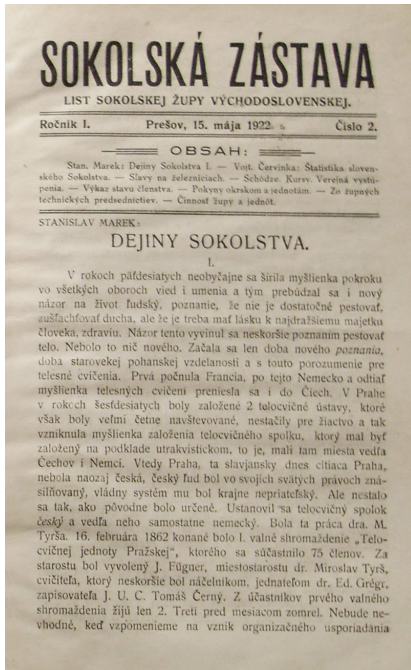 SOKOLSKÁ ZÁSTAVA
LIST SOKOLSKEJ ŽUPY VÝCHODOSLOVENSKEJ.
Ročník I. Prešov, 15. mája 1922 Číslo 2.
OBSAH:
Stan. Marek: Dejiny Sokolstva I. — Vojt. Červinka: Štatistika sloven-
ského Sokolstva. — Slavy na železniciach. — Schôdze. Kursy. Verejná vystú-
penia. — Výkaz stavu členstva. — Pokyny okrskom a jednotám. — Zo župných
technických predsedníctiev. — Činnosť župy a jednôt.
STANISLAV MAREK:
DEJINY SOKOLSTVA.
I.
V rokoch päťdesiatych neobyčajne sa šírila myšlienka pokroku
vo všetkých oboroch vied i umenia a tým prebúdzal sa i nový
názor na život ľudský, poznanie, že nie je dostatočné pestovať,
zušľachťovať ducha, ale že je treba mať lásku k najdražšiemu majetku
človeka, zdraviu. Názor tento vyvinul sa neskoršie poznaním pestovať
telo. Nebolo to nič nového. Začala sa len doba nového poznania,
doba starovekej pohanskej vzdelanosti a s touto porozumenie pre
telesné cvičenia. Prvá počnula Francia, po tejto Nemecko a odtiaľ
myšlienka telesných cvičení preniesla sa i do Čiech. V Prahe
v rokoch šesťdesiatych boly založené 2 telocvičné ústavy, ktoré
však boly veľmi četne navštevované, nestačily pre žiactvo a tak
vzniknula myšlienka založenia telocvičného spolku, ktorý mal byť
založený na podklade utrakvistickom, to je, mali tam miesta vedľa
Čechov i Nemci. Vtedy Praha, ta slavjansky dnes cítiaca Praha,
nebola naozaj česká, český ľud bol vo svojich svätých právoch zná-
silňovaný, vládny systém mu bol krajne nepriateľský. Ale nestalo
sa tak, ako pôvodne bolo určené. Ustanovil sa telocvičný spolok
český a vedľa neho samostatne nemecký. Bola ta práca dra. M.
Tyrša. 16. februára 1862 konané bolo I. valné shromaždenie „Telo-
cvičnej jednoty Pražskej“, ktorého sa súčastnilo 75 členov. Za
starostu bol vyvolený J. Fügner, miestostarostu dr. Miroslav Tyrš,
cvičiteľa, ktorý neskoršie bol náčelníkom, jednateľom dr. Ed. Grégr,
zapisovateľa J. U. C. Tomáš Černý. Z účastníkov prvého valného
shromaždenia žijú len 2. Tretí pred mesiacom zomrel. Nebude ne-
vhodné, keď vzpomenieme na vznik organizačného usporiadánia